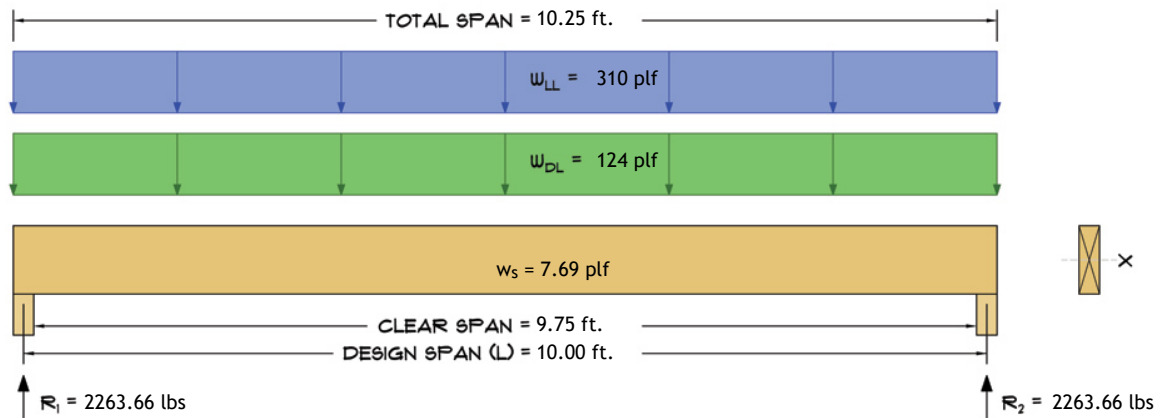 TOTAL SPAN = 10.25 ft.
WLL = 310 plf
WDL = 124 plf
ws = 7.69 plf
X
CLEAR SPAN = 9.75 ft.
DESIGN SPAN (L) = 10.00 ft.
R1 = 2263.66 lbs
R2 = 2263.66 lbs